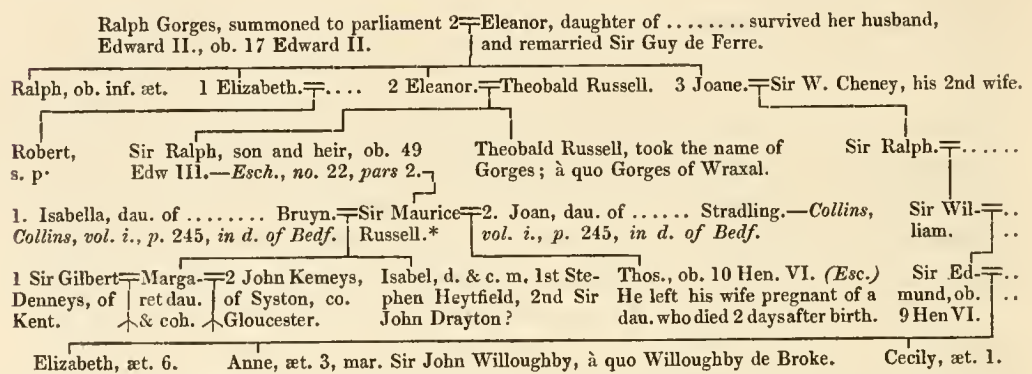 Ralph Gorges, summoned to parliament 2 Eleanor, daughter of ........ survived her husband,
Edward II., ob. 17 Edward II. and remarried Sir Guy de Ferre.
Ralph, ob. inf. æt. 1 Elizabeth. .... 2 Eleanor. Theobald Russell. 3 Joane. Sir W. Cheney, his 2nd wife.
Robert, Sir Ralph, son and heir, ob. 49 Theobald Russell, took the name of Sir Ralph. ......
s. p. Edw III.—Esch., no. 22, pars 2. Gorges; à quo Gorges of Wraxal.
1. Isabella, dau. of ........ Bruyn. Sir Maurice 2. Joan, dau. of ...... Stradling.—Collins, Sir Wil- ..
Collins, vol. i., p. 245, in d. of Bedf. Russell.* vol. i., p. 245, in d. of Bedf. liam. ..
1 Sir Gilbert Marga- 2 John Kemeys, Isabel, d. & c. m. 1st Ste- Thos., ob. 10 Hen. VI. (Esc.) Sir Ed- ..
Denneys, of ret dau. of Syston, co. phen Heytfield, 2nd Sir He left his wife pregnant of a mund, ob. ..
Kent. & coh. Gloucester. John Drayton? dau. who died 2 days after birth. 9 Hen VI.
Elizabeth, æt. 6. Anne, æt. 3, mar. Sir John Willoughby, à quo Willoughby de Broke. Cecily, æt. 1.